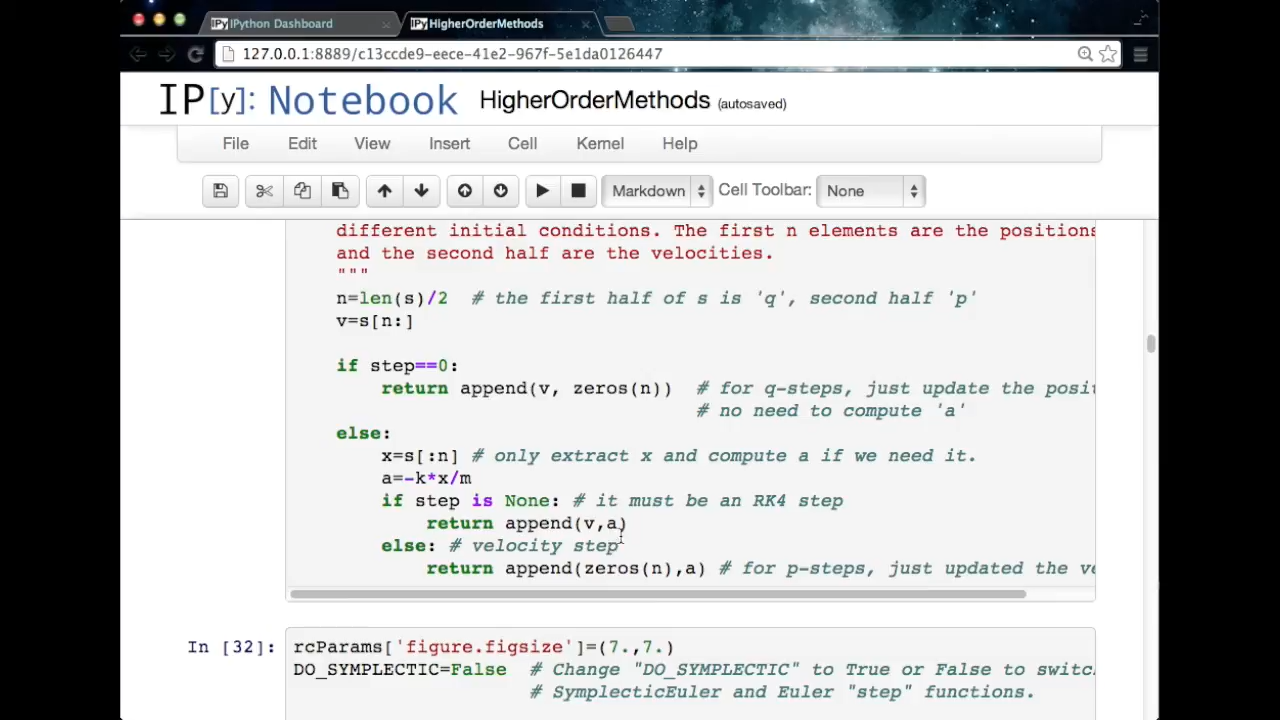 IP[y] IPython Dashboard
IP[y] HigherOrderMethods
127.0.0.1:8889/c13ccde9-eece-41e2-967f-5e1da0126447
IP[y]: Notebook HigherOrderMethods (autosaved)
File Edit View Insert Cell Kernel Help
Markdown Cell Toolbar: None
different initial conditions. The first n elements are the positions
and the second half are the velocities.
"""
n=len(s)/2 # the first half of s is 'q', second half 'p'
v=s[n:]
if step==0:
return append(v, zeros(n)) # for q-steps, just update the posit
# no need to compute 'a'
else:
x=s[:n] # only extract x and compute a if we need it.
a=-k*x/m
if step is None: # it must be an RK4 step
return append(v,a)
else: # velocity step
return append(zeros(n),a) # for p-steps, just updated the ve
In [32]: rcParams['figure.figsize']=(7.,7.)
DO_SYMPLECTIC=False # Change "DO_SYMPLECTIC" to True or False to switc
# SymplecticEuler and Euler "step" functions.